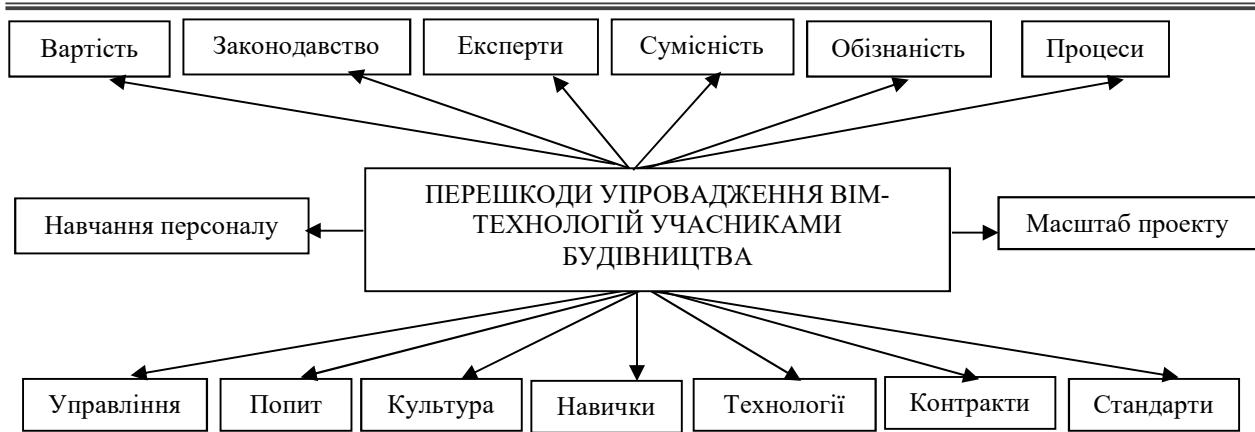 Вартість
Законодавство
Експерти
Сумісність
Обізнаність
Процеси
ПЕРЕШКОДИ УПРОВАДЖЕННЯ BIM-
ТЕХНОЛОГІЙ УЧАСНИКАМИ
БУДІВНИЦТВА
Навчання персоналу
Масштаб проекту
Управління
Попит
Культура
Навички
Технології
Контракти
Стандарти